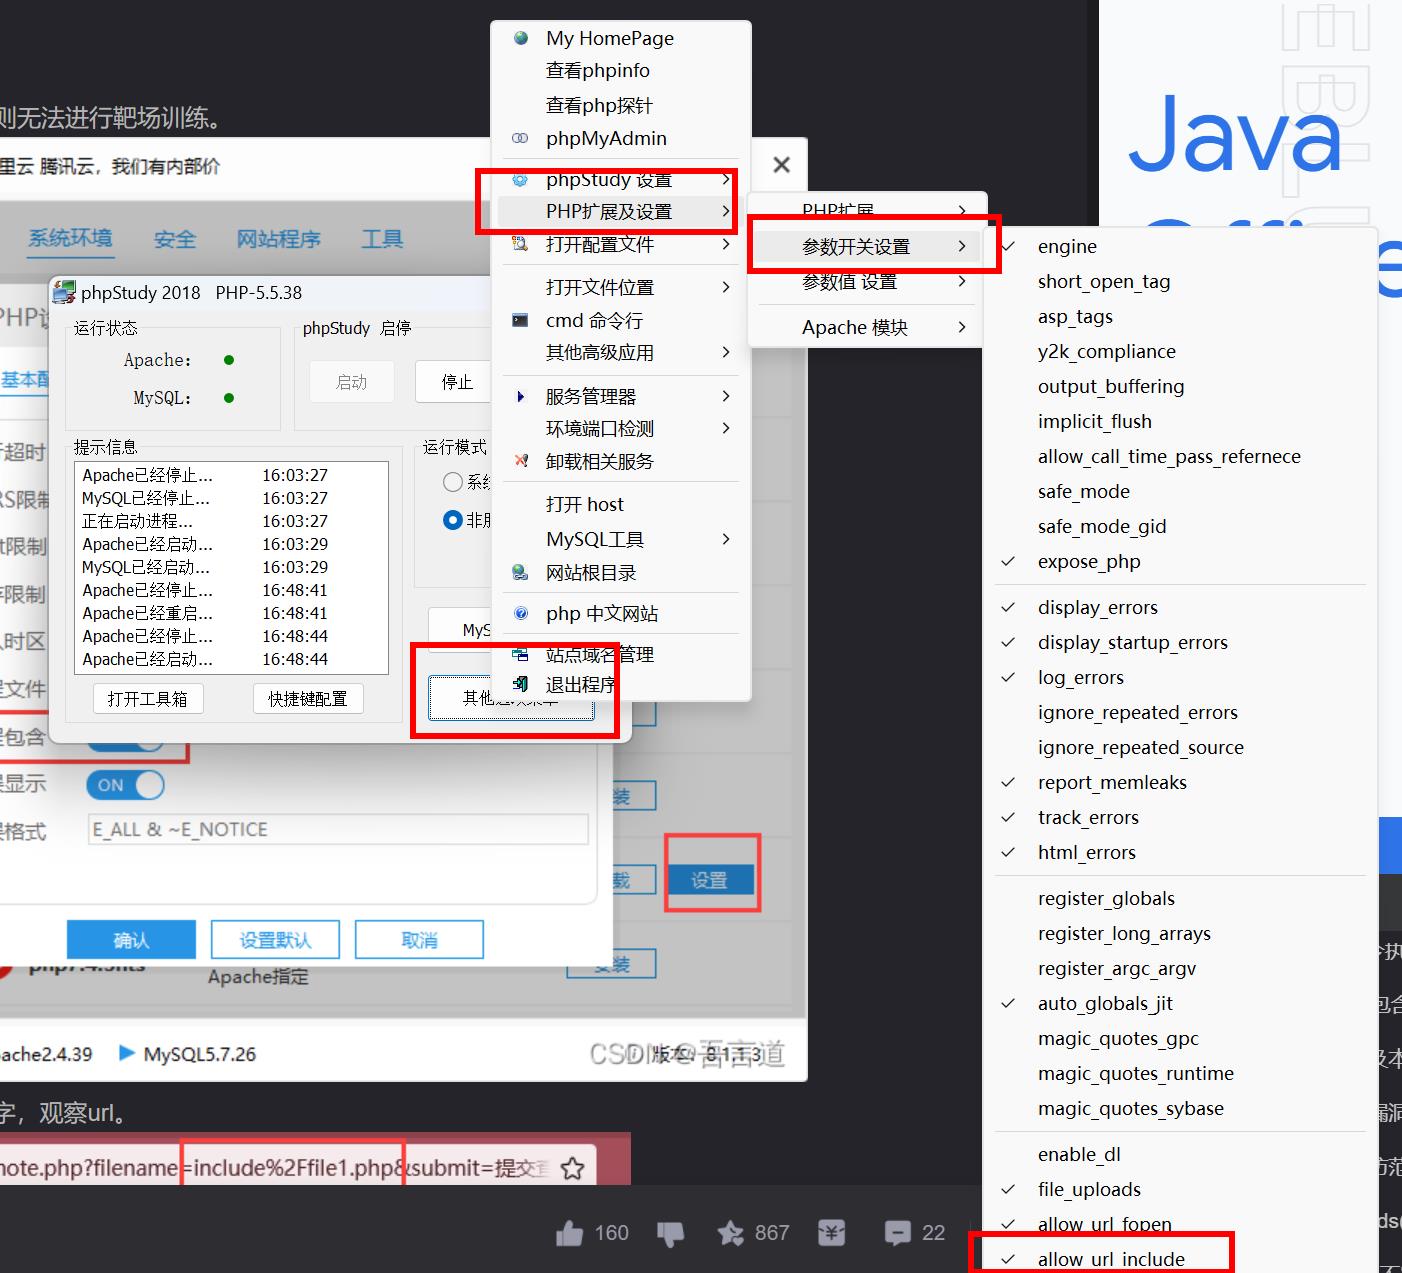 则无法进行靶场训练。
里云 腾讯云，我们有内部价
系统环境
安全
网站程序
工具
My HomePage
查看phpinfo
查看php探针
phpMyAdmin
phpStudy 设置
PHP扩展及设置
打开配置文件
打开文件位置
cmd 命令行
其他高级应用
服务管理器
环境端口检测
卸载相关服务
打开 host
MySQL工具
网站根目录
php 中文网站
站点域名管理
退出程序
PHP扩展
参数开关设置
参数值 设置
Apache 模块
engine
short_open_tag
asp_tags
y2k_compliance
output_buffering
implicit_flush
allow_call_time_pass_refernece
safe_mode
safe_mode_gid
expose_php
display_errors
display_startup_errors
log_errors
ignore_repeated_errors
ignore_repeated_source
report_memleaks
track_errors
html_errors
register_globals
register_long_arrays
register_argc_argv
auto_globals_jit
magic_quotes_gpc
magic_quotes_runtime
magic_quotes_sybase
enable_dl
file_uploads
allow_url_fopen
allow_url_include
Java
phpStudy 2018 PHP-5.5.38
运行状态
Apache:
MySQL:
phpStudy 启停
启动
停止
提示信息
Apache已经停止... 16:03:27
MySQL已经停止... 16:03:27
正在启动进程... 16:03:27
Apache已经启动... 16:03:29
MySQL已经启动... 16:03:29
Apache已经停止... 16:48:41
Apache已经重启... 16:48:41
Apache已经停止... 16:48:44
Apache已经启动... 16:48:44
运行模式
打开工具箱
快捷键配置
基本配
行超时
限制
限制
时区
文件
包含
显示
ON
格式
E_ALL & ~E_NOTICE
设置
确认
设置默认
取消
Apache指定
安装
ache2.4.39
MySQL5.7.26
版本：8.1.1.3
CSDN @吾言道
字，观察url。
note.php?filename=include%2Ffile1.php&submit=提交查
160
867
22